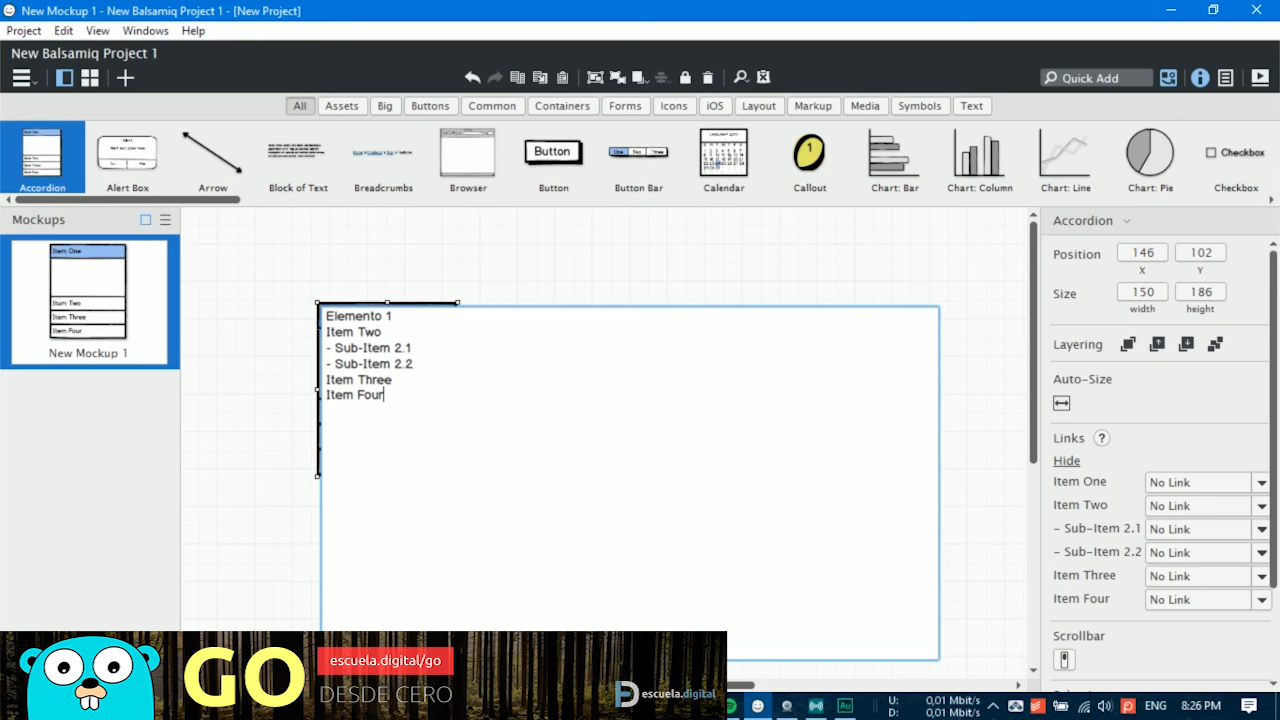 New Mockup 1 - New Balsamiq Project 1 - [New Project]
Project Edit View Windows Help
New Balsamiq Project 1
Quick Add
All Assets Big Buttons Common Containers Forms Icons iOS Layout Markup Media Symbols Text
Button
1
Checkbox
Accordion Alert Box Arrow Block of Text Breadcrumbs Browser Button Button Bar Calendar Callout Chart: Bar Chart: Column Chart: Line Chart: Pie Checkbox
Mockups
Item One
Item Two
Item Three
Item Four
New Mockup 1
Elemento 1
Item Two
- Sub-Item 2.1
- Sub-Item 2.2
Item Three
Item Four
Accordion
Position 146 102
X Y
Size 150 186
width height
Layering
Auto-Size
Links ?
Hide
Item One No Link
Item Two No Link
- Sub-Item 2.1 No Link
- Sub-Item 2.2 No Link
Item Three No Link
Item Four No Link
Scrollbar
GO
escuela.digital/go
DESDE CERO
escuela.digital
U: 0,01 Mbit/s
D: 0,01 Mbit/s
ENG 8:26 PM